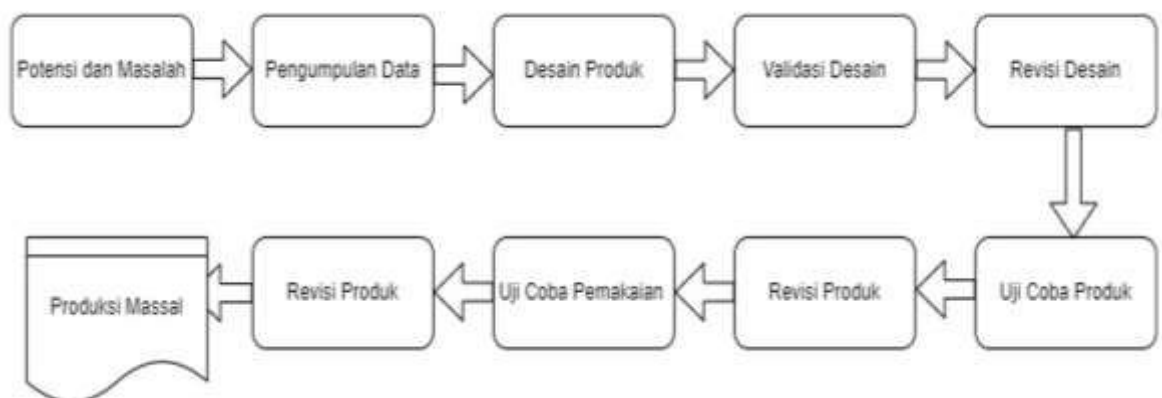 Potensi dan Masalah
Pengumpulan Data
Desain Produk
Validasi Desain
Revisi Desain
Uji Coba Produk
Revisi Produk
Uji Coba Pemakaian
Revisi Produk
Produksi Massal